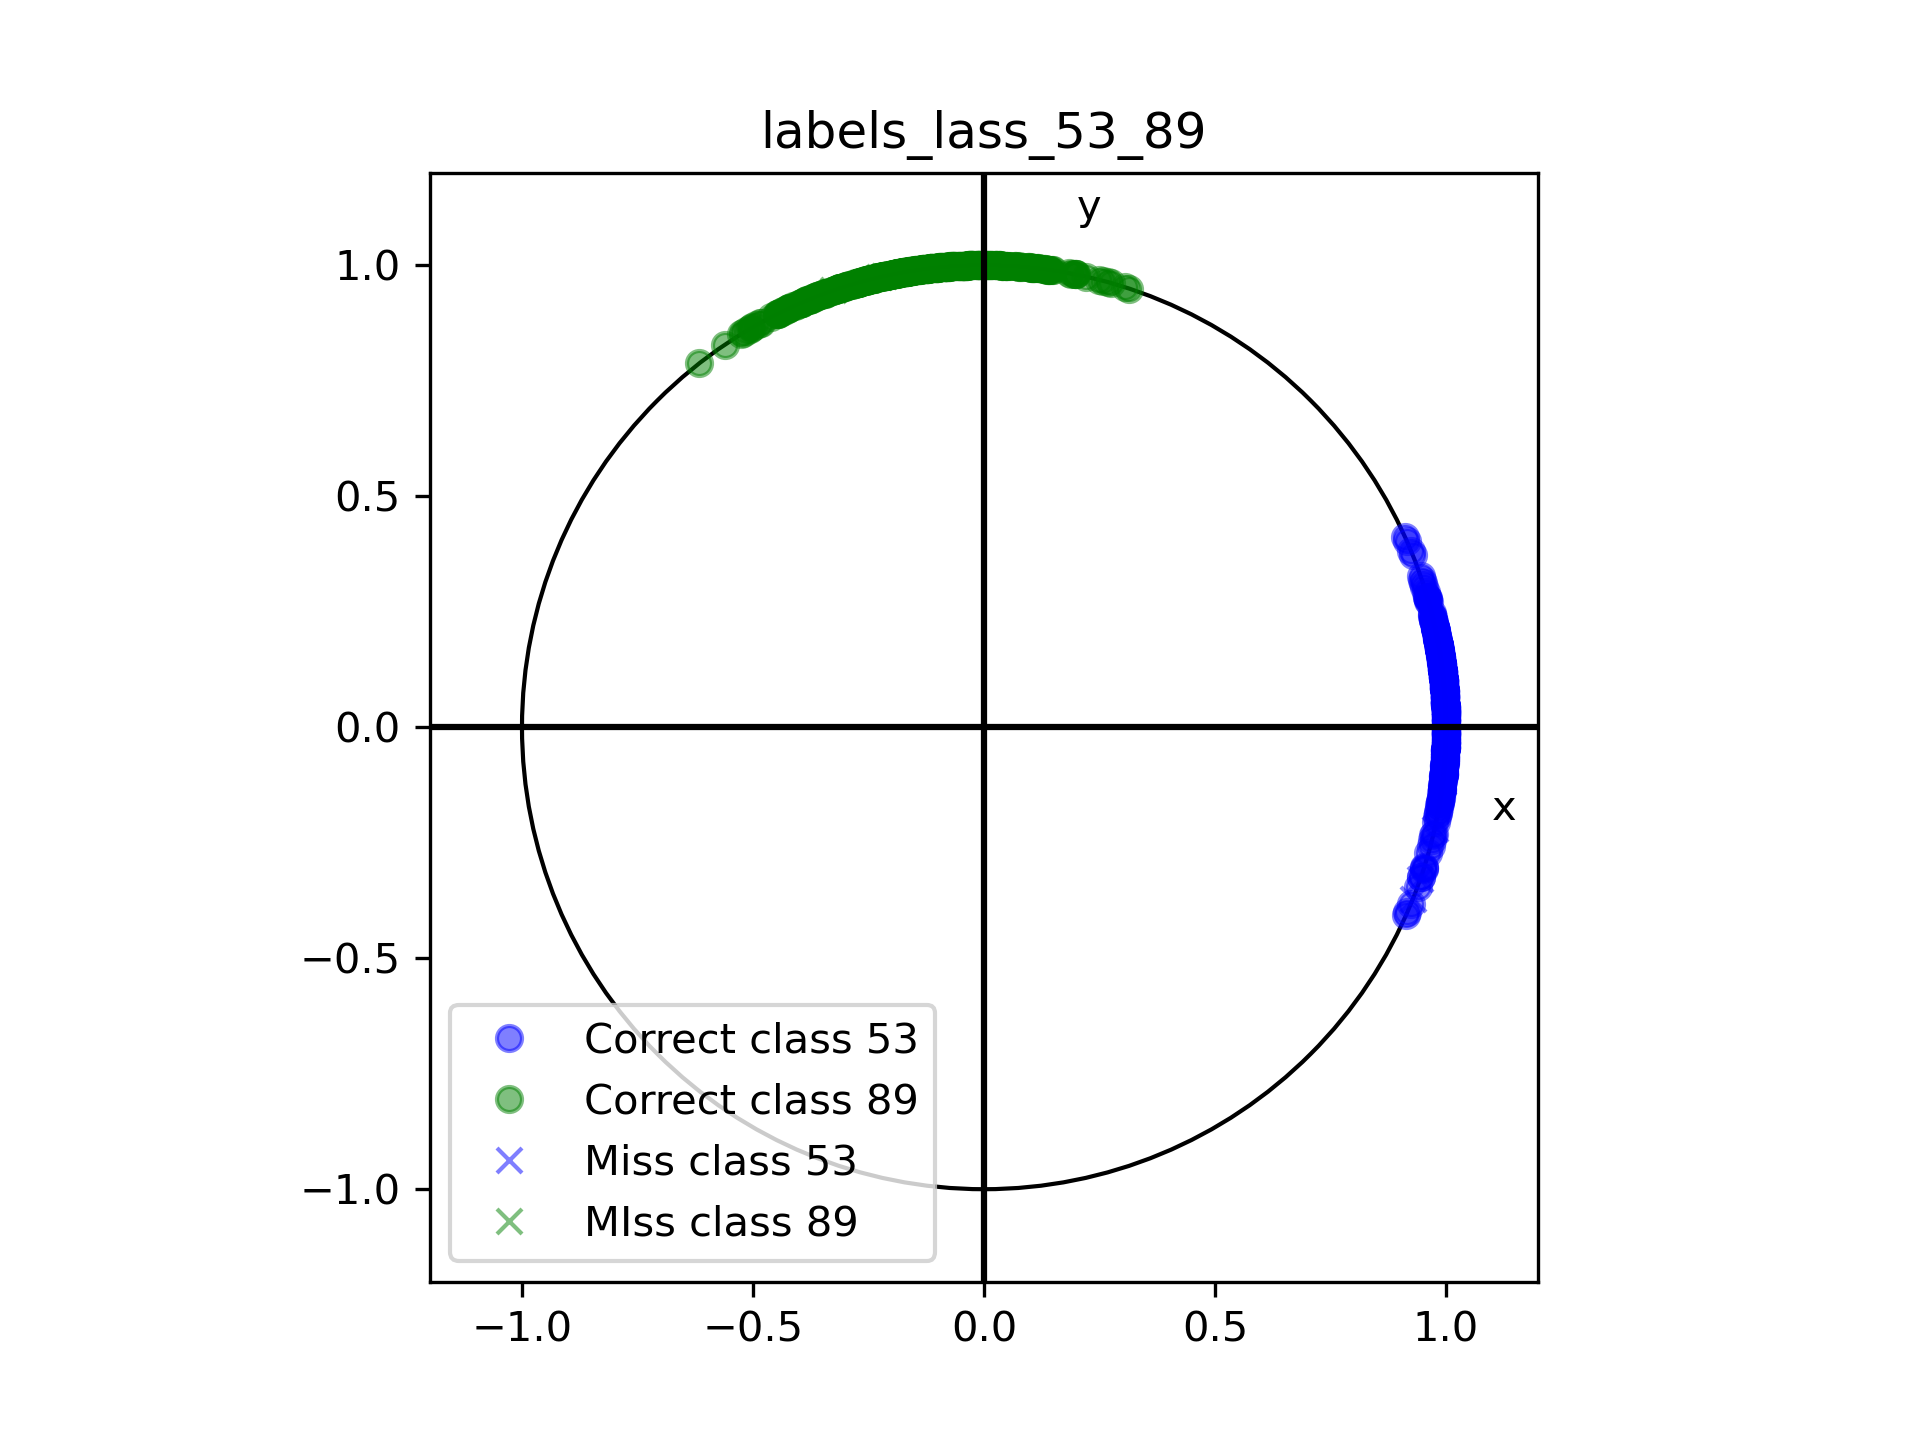 labels_lass_53_89
y
1.0
0.5
0.0
x
−0.5
−1.0
Correct class 53
Correct class 89
Miss class 53
MIss class 89
−1.0 −0.5 0.0 0.5 1.0